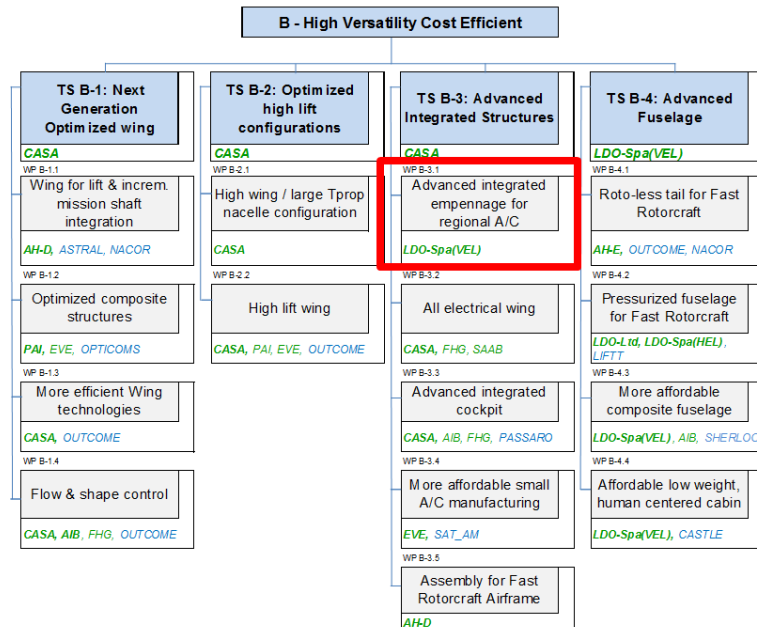 B - High Versatility Cost Efficient
TS B-1: Next
Generation
Optimized wing
CASA
WP B-1.1
Wing for lift & increm.
mission shaft
integration
AH-D, ASTRAL, NACOR
WP B-1.2
Optimized composite
structures
PAI, EVE, OPTICOMS
WP B-1.3
More efficient Wing
technologies
CASA, OUTCOME
WP B-1.4
Flow & shape control
CASA, AIB, FHG, OUTCOME
TS B-2: Optimized
high lift
configurations
CASA
WP B-2.1
High wing / large Tprop
nacelle configuration
CASA
WP B-2.2
High lift wing
CASA, PAI, EVE, OUTCOME
TS B-3: Advanced
Integrated Structures
CASA
WP B-3.1
Advanced integrated
empennage for
regional A/C
LDO-Spa(VEL)
WP B-3.2
All electrical wing
CASA, FHG, SAAB
WP B-3.3
Advanced integrated
cockpit
CASA, AIB, FHG, PASSARO
WP B-3.4
More affordable small
A/C manufacturing
EVE, SAT_AM
WP B-3.5
Assembly for Fast
Rotorcraft Airframe
AH-D
TS B-4: Advanced
Fuselage
LDO-Spa(VEL)
WP B-4.1
Roto-less tail for Fast
Rotorcraft
AH-E, OUTCOME, NACOR
WP B-4.2
Pressurized fuselage
for Fast Rotorcraft
LDO-Ltd, LDO-Spa(HEL),
LIFTT
WP B-4.3
More affordable
composite fuselage
LDO-Spa(VEL), AIB, SHERLOC
WP B-4.4
Affordable low weight,
human centered cabin
LDO-Spa(VEL), CASTLE